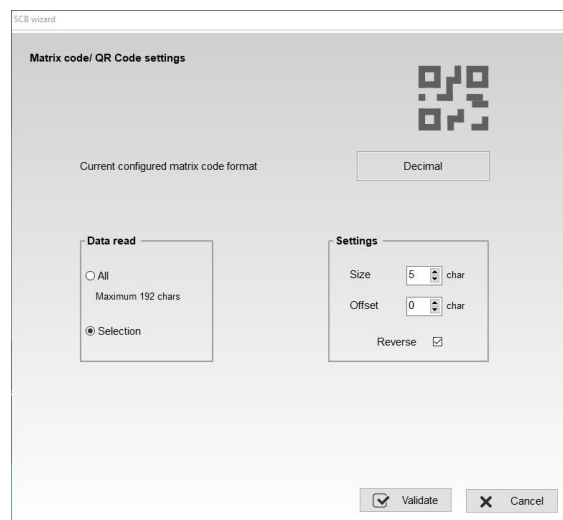 SCB wizard
Matrix code/ QR Code settings
Current configured matrix code format
Decimal
Data read
All
Maximum 192 chars
Selection
Settings
Size 5 char
Offset 0 char
Reverse
Validate
Cancel